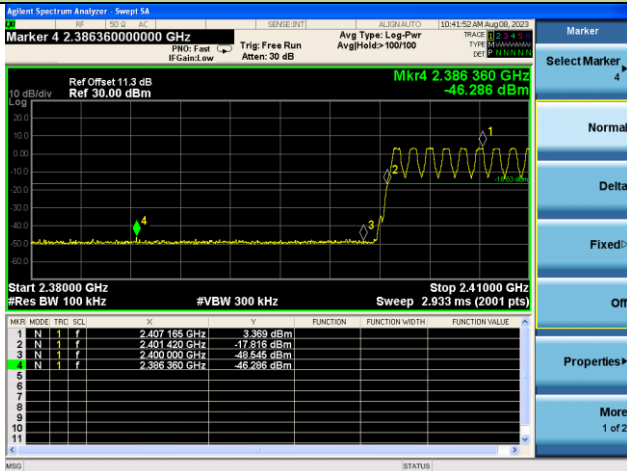 Agilent Spectrum Analyzer - Swept SA
RF 50 Ω AC SENSE:INT ALIGN AUTO 10:41:52 AM Aug 08, 2023
Marker 4 2.386360000000 GHz
PNO: Fast Trig: Free Run Avg Type: Log-Pwr TRACE 1 2 3 4 5 6
IFGain:Low Atten: 30 dB Avg|Hold>100/100 TYPE M
DET P N N N N N
Ref Offset 11.3 dB Mkr4 2.386 360 GHz
10 dB/div Ref 30.00 dBm -46.286 dBm
Log
20.0
10.0
0.00
-10.0
-20.0
-30.0
-40.0
-50.0
-60.0
1
2
3
4
Start 2.38000 GHz Stop 2.41000 GHz
#Res BW 100 kHz #VBW 300 kHz Sweep 2.933 ms (2001 pts)
MKR MODE TRC SCL X Y FUNCTION FUNCTION WIDTH FUNCTION VALUE
1 N 1 f 2.407 165 GHz 3.369 dBm
2 N 1 f 2.401 420 GHz -17.816 dBm
3 N 1 f 2.400 000 GHz -48.545 dBm
4 N 1 f 2.386 360 GHz -46.286 dBm
5
6
7
8
9
10
11
MSG STATUS
Marker
Select Marker
4
Normal
Delta
Fixed
Off
Properties
More
1 of 2